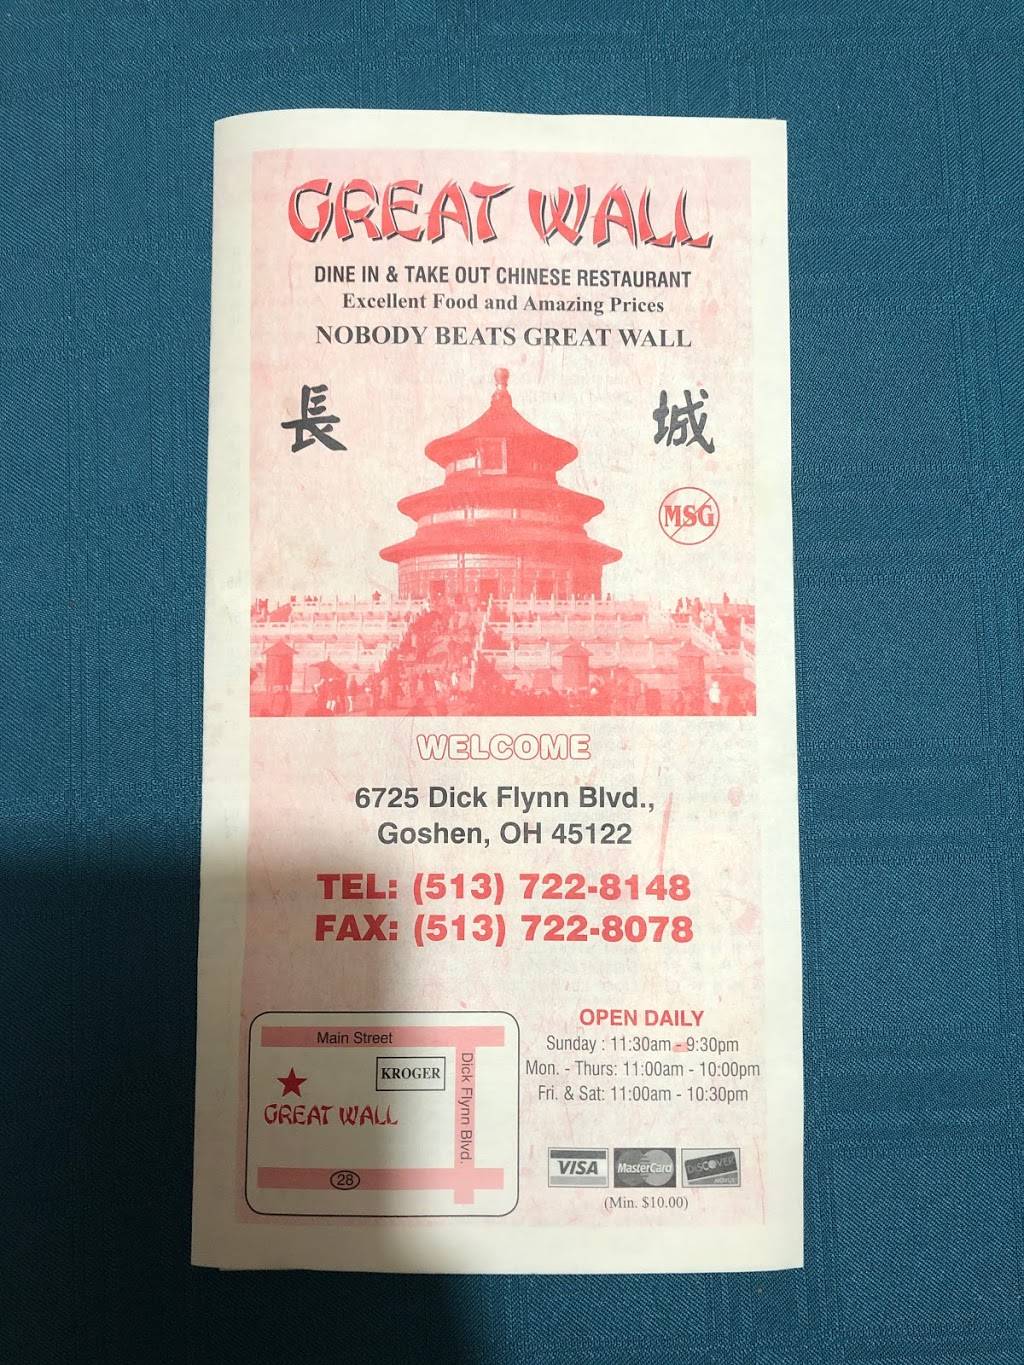 GREAT WALL
DINE IN & TAKE OUT CHINESE RESTAURANT
Excellent Food and Amazing Prices
NOBODY BEATS GREAT WALL
長 城
MSG
WELCOME
6725 Dick Flynn Blvd.,
Goshen, OH 45122
TEL: (513) 722-8148
FAX: (513) 722-8078
Main Street
KROGER
GREAT WALL
Dick Flynn Blvd.
28
OPEN DAILY
Sunday : 11:30am - 9:30pm
Mon. - Thurs: 11:00am - 10:00pm
Fri. & Sat: 11:00am - 10:30pm
VISA MasterCard DISCOVER
NOVUS
(Min. $10.00)